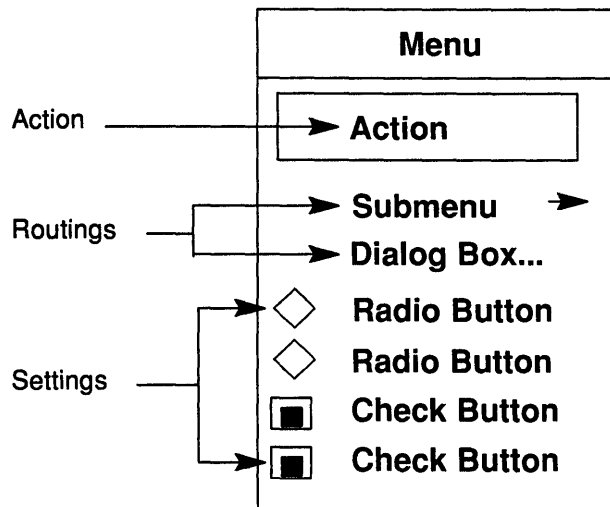 Menu
Action
Action
Submenu
Routings
Dialog Box...
Radio Button
Radio Button
Settings
Check Button
Check Button